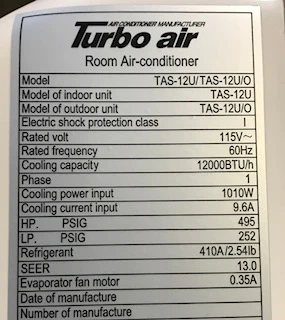 AIR CONDITIONER MANUFACTURER
Turbo air
Room Air-conditioner
Model TAS-12U/TAS-12U/O
Model of indoor unit TAS-12U
Model of outdoor unit TAS-12U/O
Electric shock protection class I
Rated volt 115V~
Rated frequency 60Hz
Cooling capacity 12000BTU/h
Phase 1
Cooling power input 1010W
Cooling current input 9.6A
HP. PSIG 495
LP. PSIG 252
Refrigerant 410A/2.54lb
SEER 13.0
Evaporator fan motor 0.35A
Date of manufacture
Number of manufacture